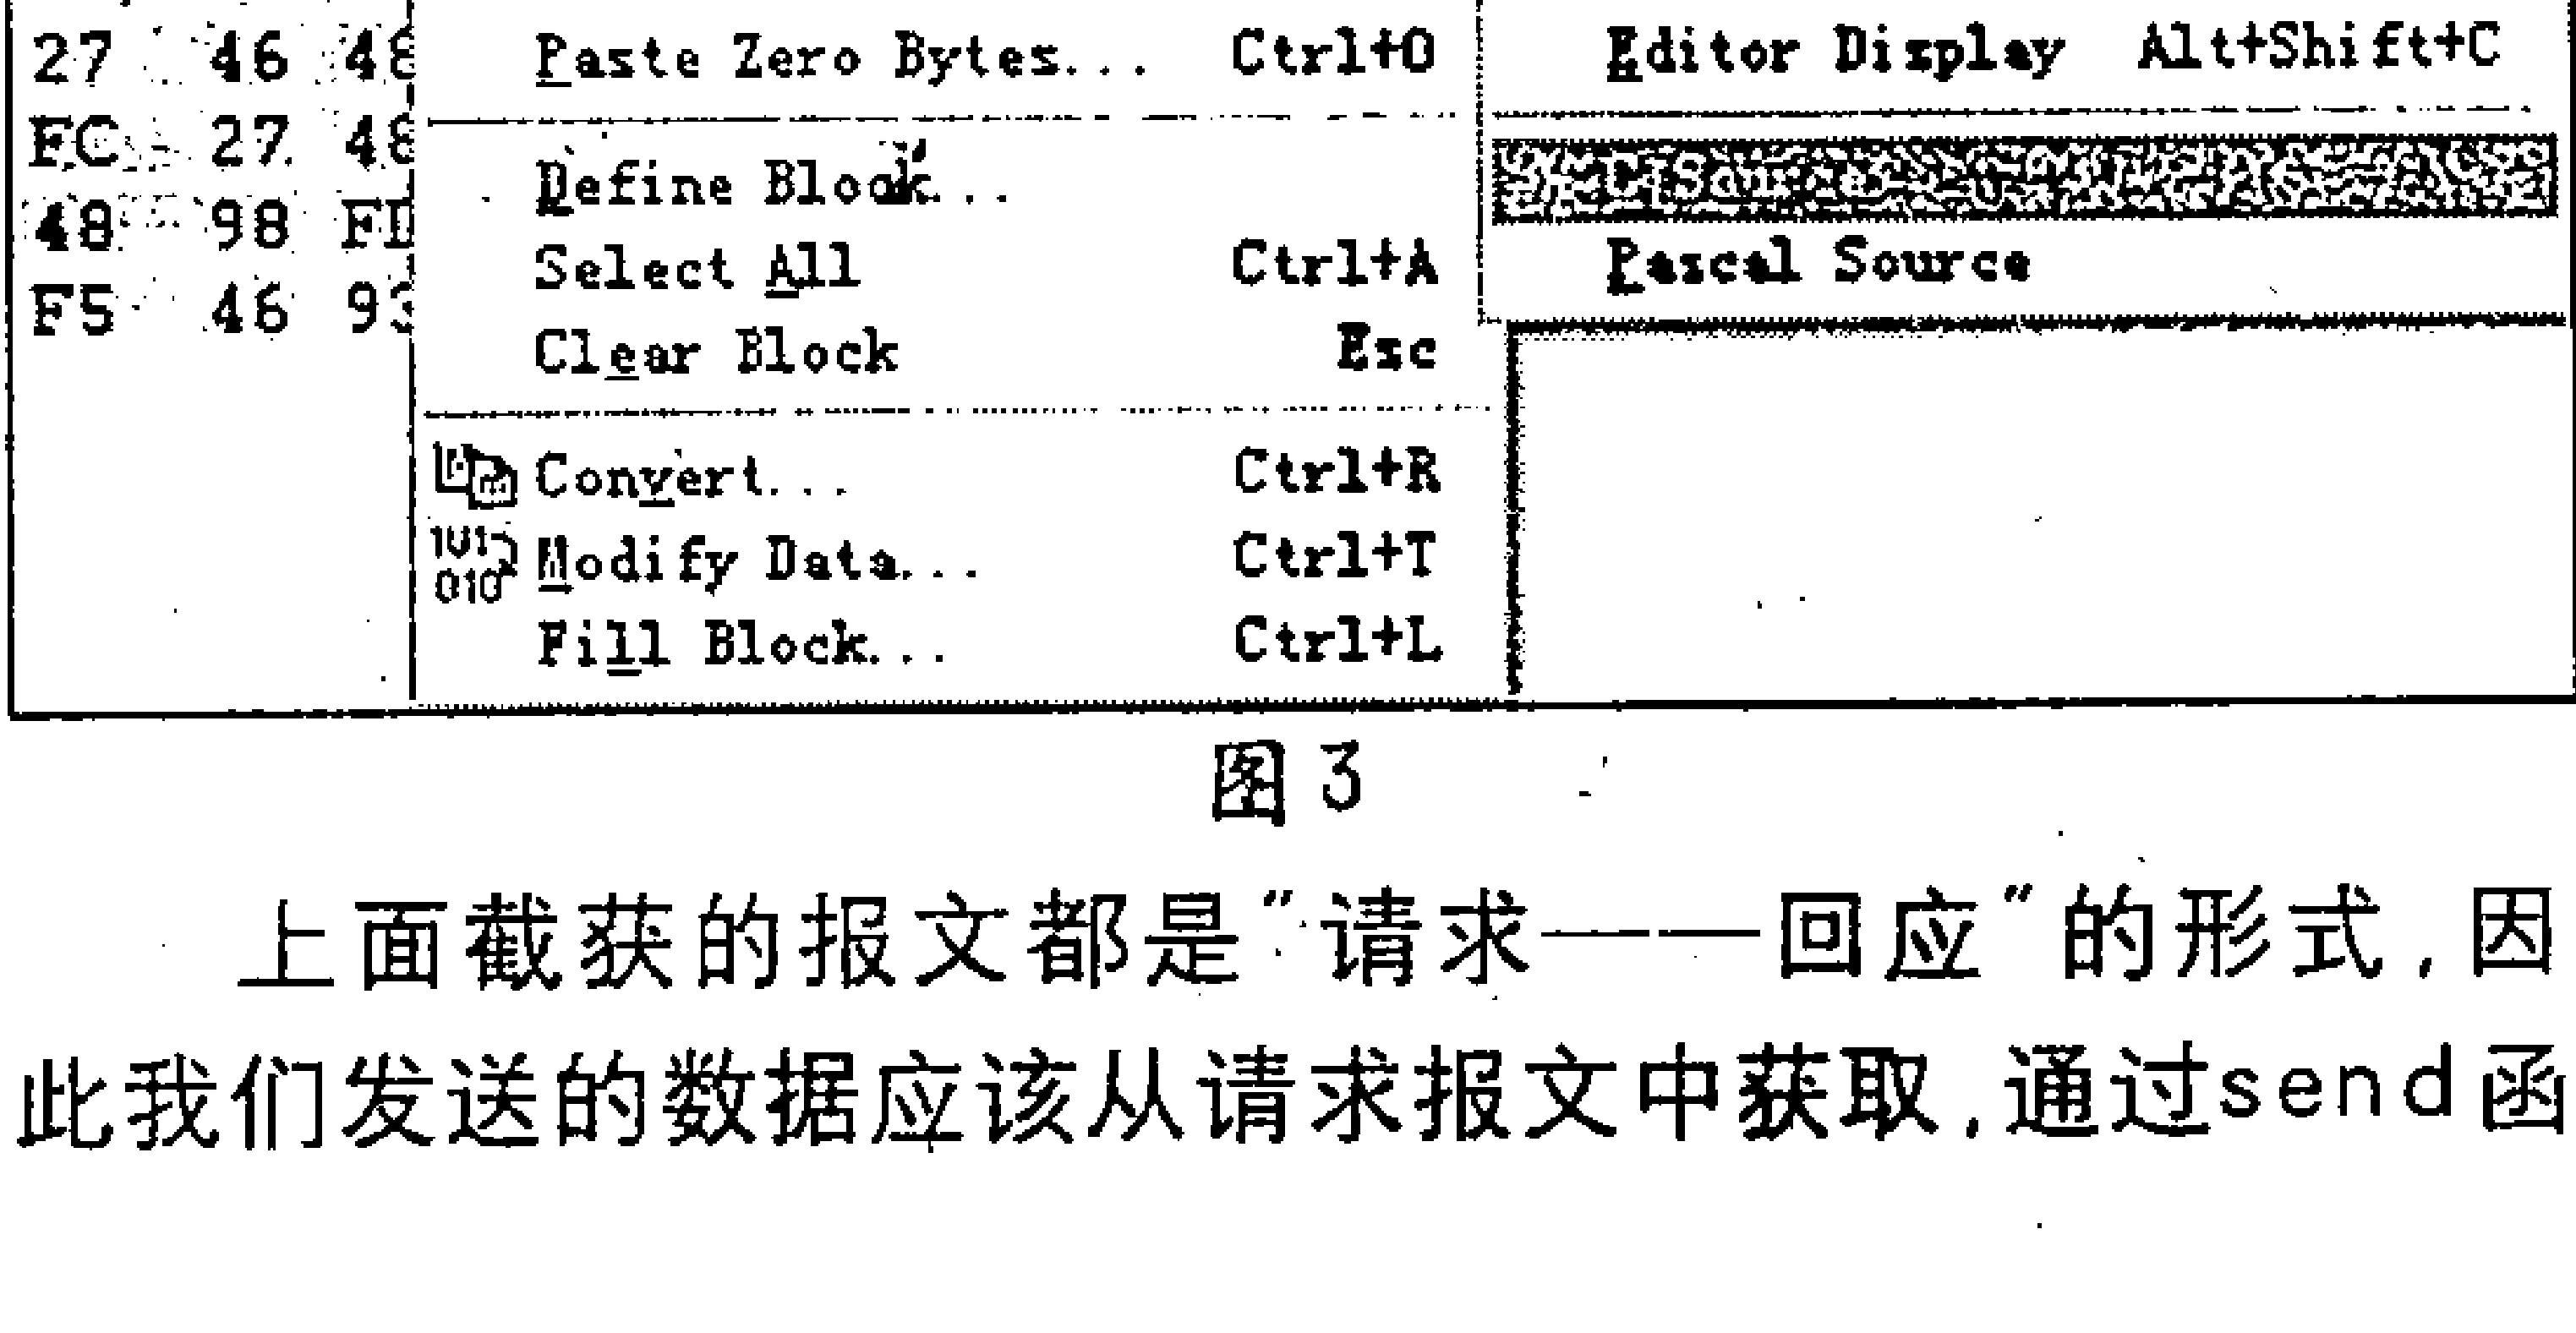 27 46 48
FC 27 48
48 98
F5 46 93
Paste Zero Bytes... Ctrl+0
Define Block...
Select All Ctrl+A
Clear Block Esc
Convert... Ctrl+R
Modify Data... Ctrl+T
Fill Block... Ctrl+L
Editor Display Alt+Shift+C
Pascal Source
图 3
上面截获的报文都是"请求——回应"的形式,因
此我们发送的数据应该从请求报文中获取,通过send函